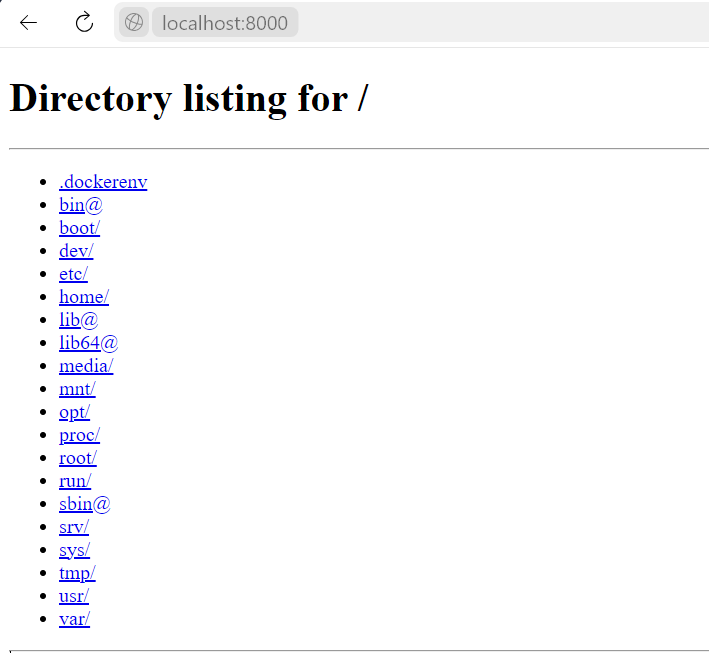 localhost:8000
Directory listing for /
.dockerenv
bin@
boot/
dev/
etc/
home/
lib@
lib64@
media/
mnt/
opt/
proc/
root/
run/
sbin@
srv/
sys/
tmp/
usr/
var/